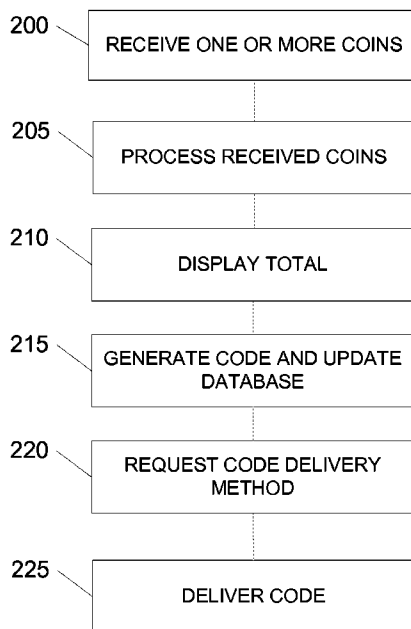 200
RECEIVE ONE OR MORE COINS
205
PROCESS RECEIVED COINS
210
DISPLAY TOTAL
215
GENERATE CODE AND UPDATE
DATABASE
220
REQUEST CODE DELIVERY
METHOD
225
DELIVER CODE